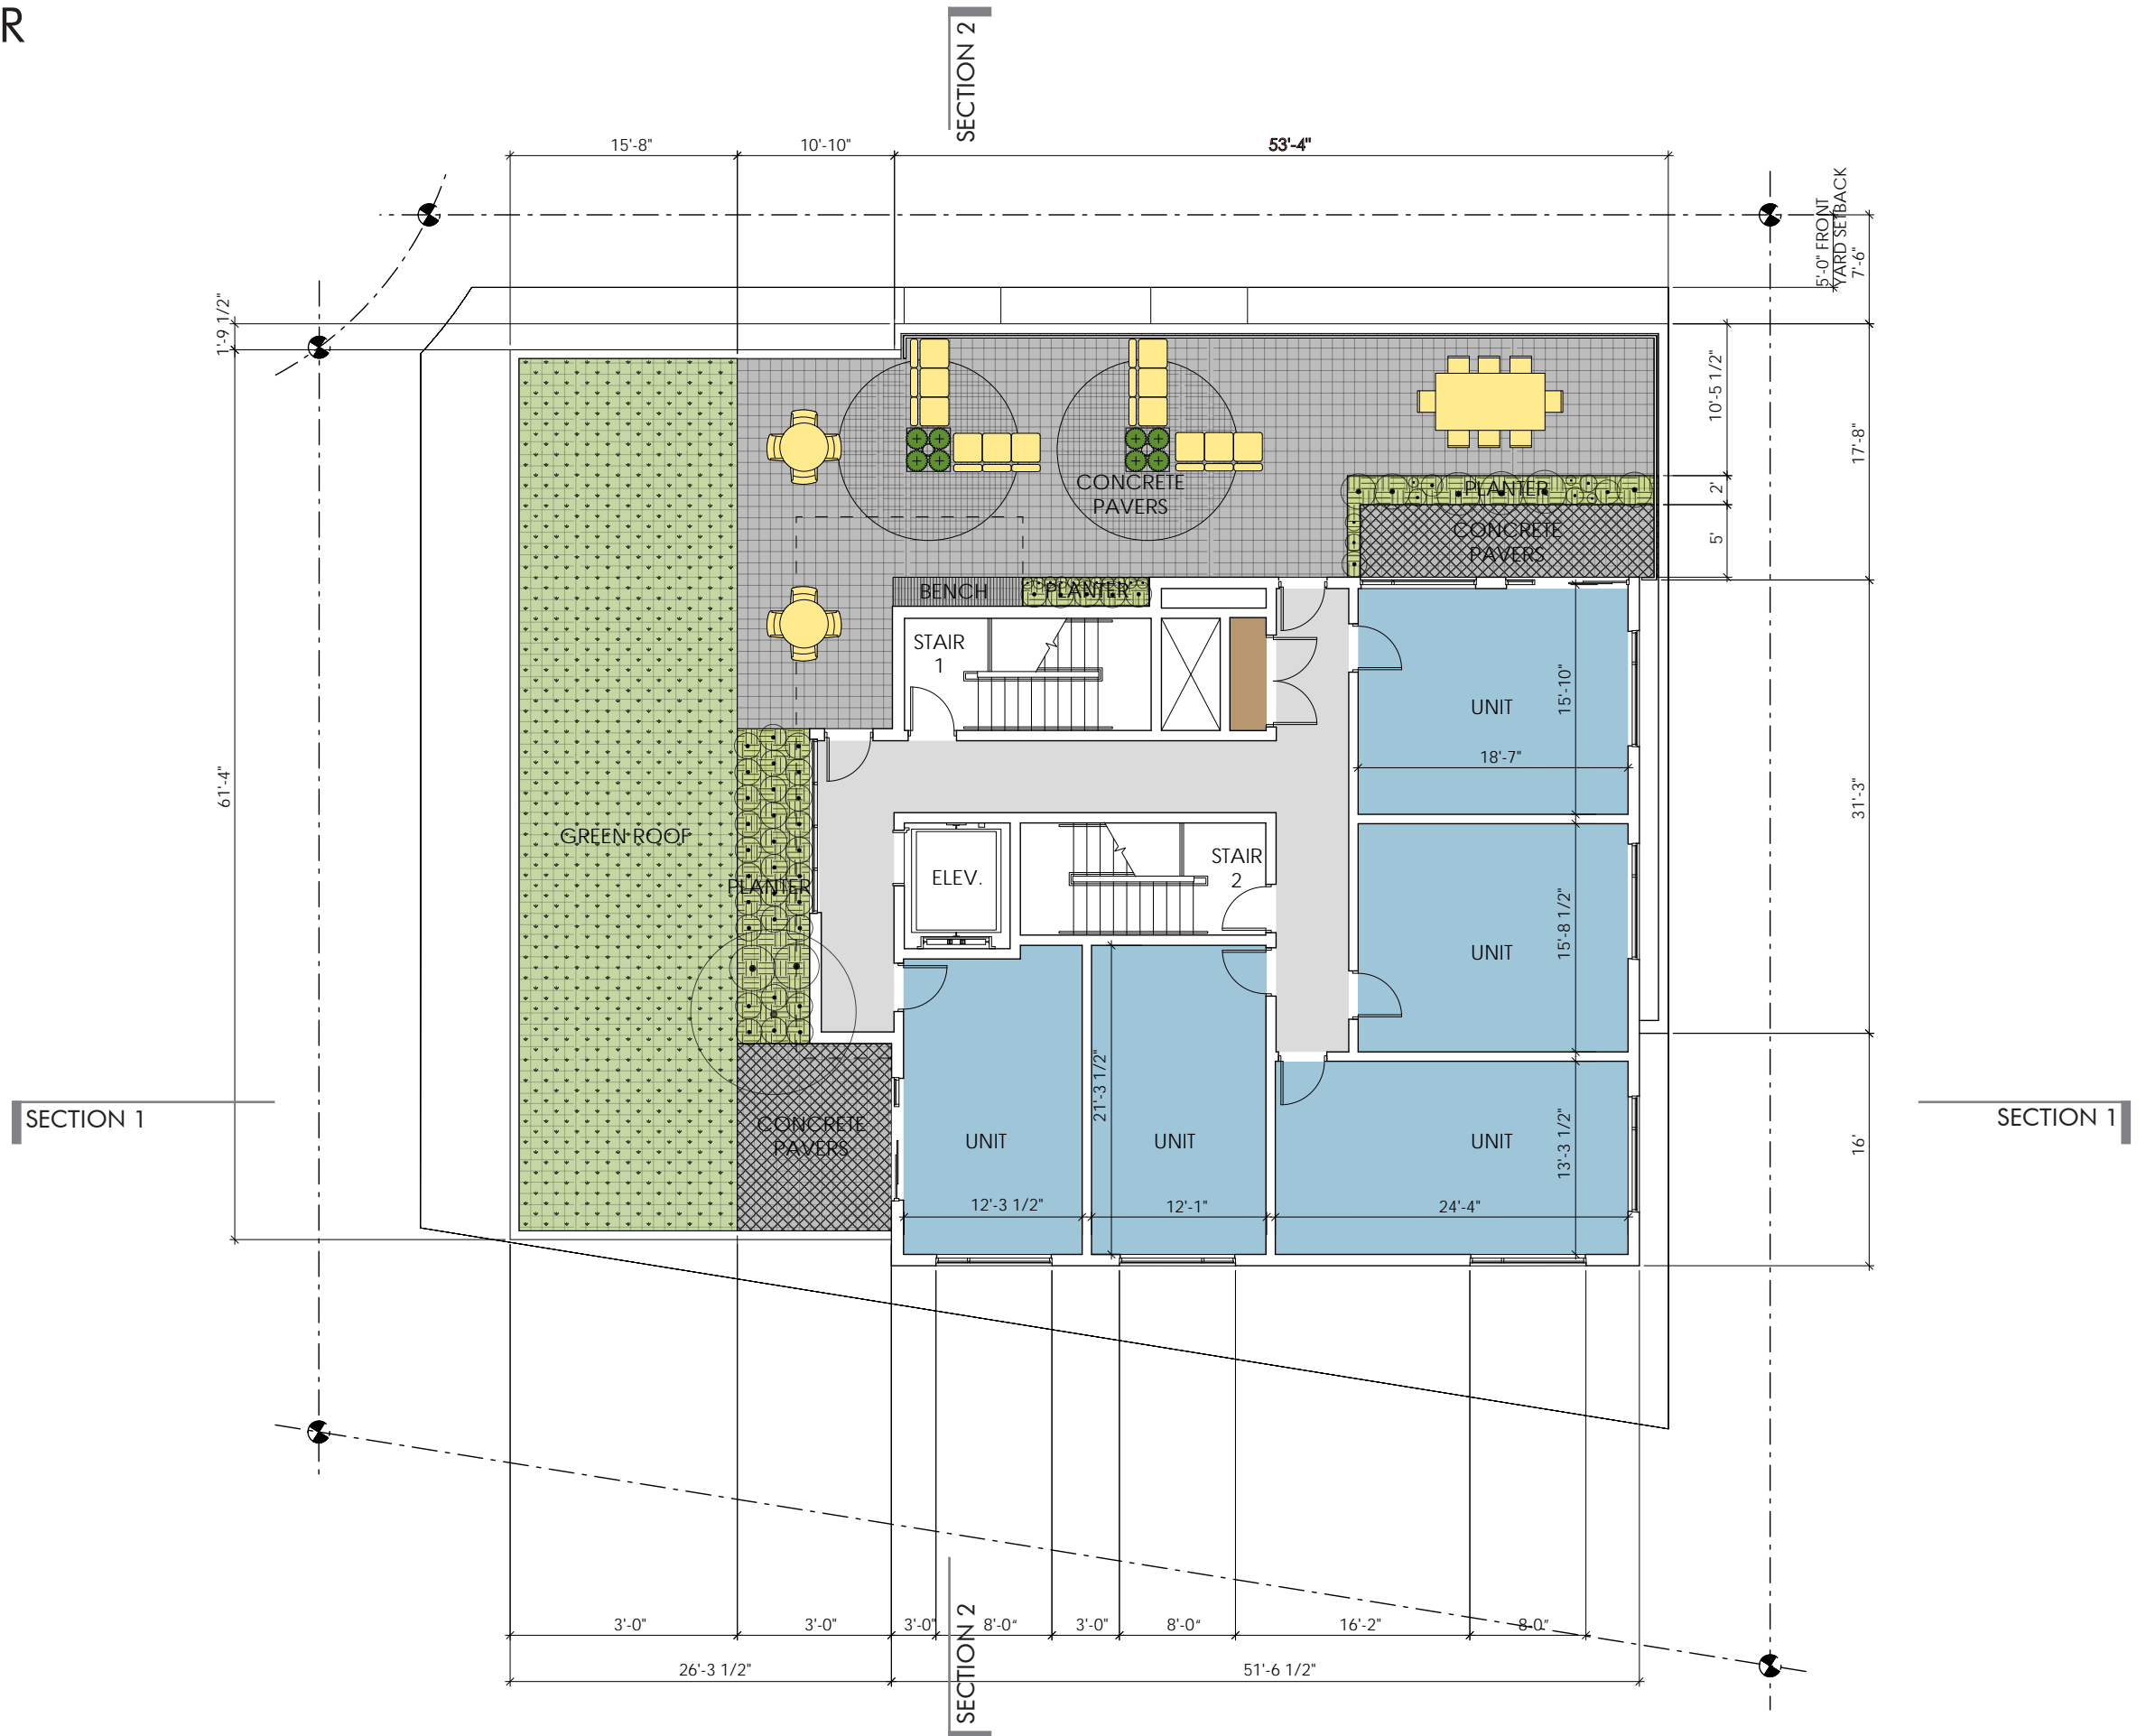 R
SECTION 2
15'-8"
10'-10"
53'-4"
5'-0" FRONT
YARD SETBACK
7'-6"
1'-9 1/2"
10'-5 1/2"
17'-8"
CONCRETE
PAVERS
PLANTER
2'
CONCRETE
PAVERS
5'
BENCH
PLANTER
STAIR
1
UNIT
15'-10"
18'-7"
61'-4"
31'-3"
GREEN ROOF
PLANTER
ELEV.
STAIR
2
UNIT
15'-8 1/2"
SECTION 1
CONCRETE
PAVERS
UNIT
21'-3 1/2"
UNIT
UNIT
13'-3 1/2"
16'
SECTION 1
12'-3 1/2"
12'-1"
24'-4"
3'-0"
3'-0"
3'-0"
8'-0"
3'-0"
8'-0"
16'-2"
8-0"
26'-3 1/2"
51'-6 1/2"
SECTION 2